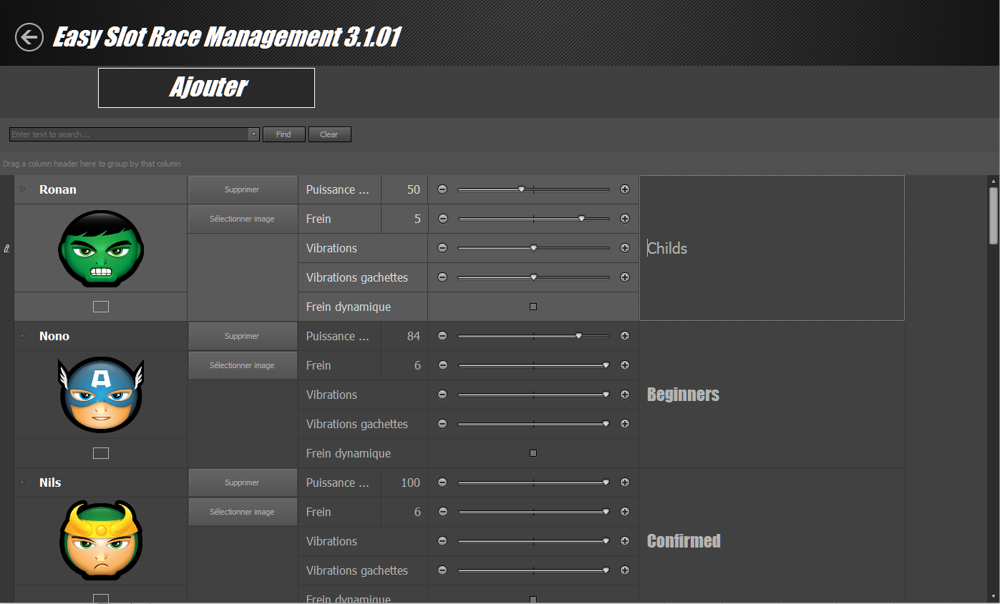 Easy Slot Race Management 3.1.01
Ajouter
Enter text to search...
Find
Clear
Drag a column header here to group by that column
Ronan
Supprimer
Puissance ...
50
Sélectionner image
Frein
5
Vibrations
Vibrations gachettes
Frein dynamique
Childs
Nono
Supprimer
Puissance ...
84
Sélectionner image
Frein
6
Vibrations
Vibrations gachettes
Frein dynamique
A
Beginners
Nils
Supprimer
Puissance ...
100
Sélectionner image
Frein
6
Vibrations
Vibrations gachettes
Frein dynamique
Confirmed